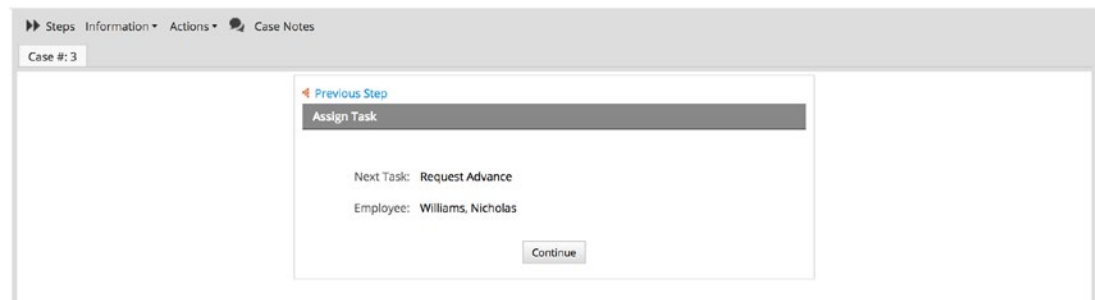 Steps Information Actions Case Notes
Case #: 3
Previous Step
Assign Task
Next Task: Request Advance
Employee: Williams, Nicholas
Continue